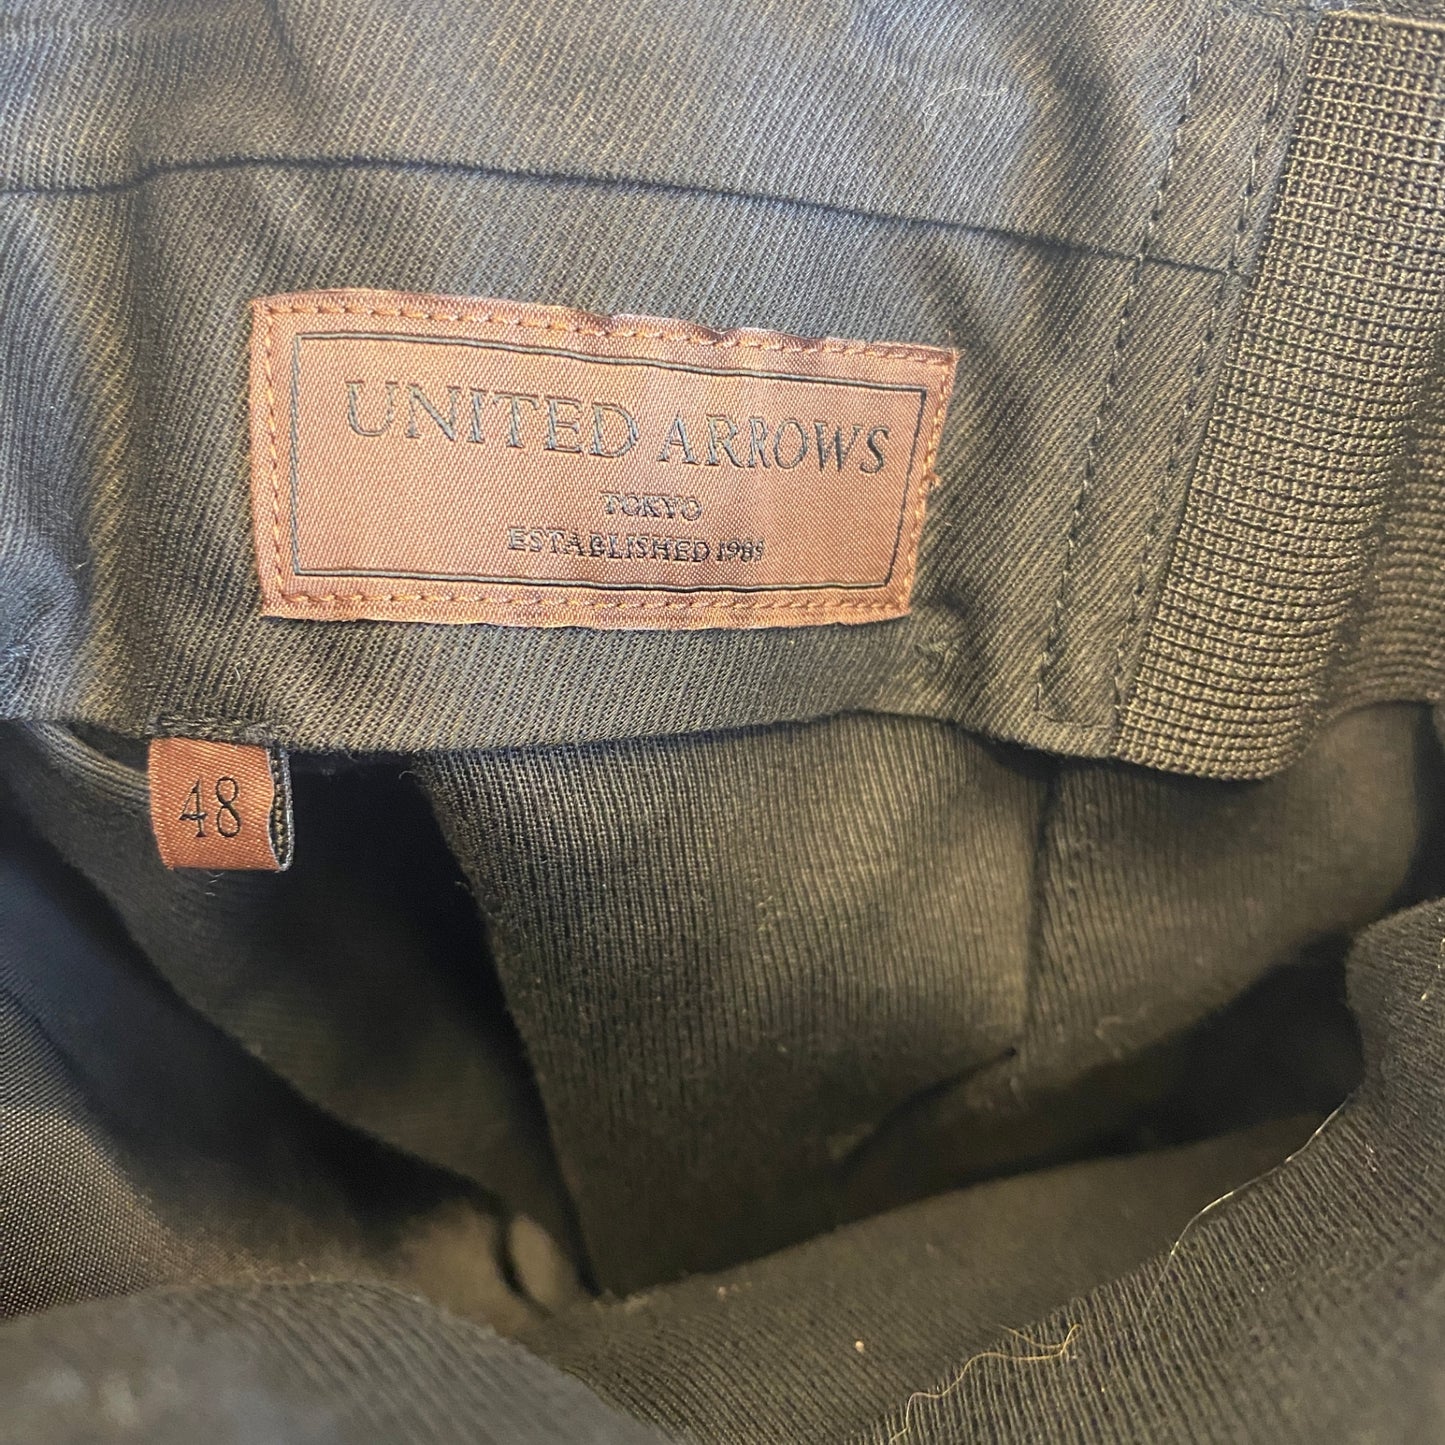 UNITED ARROWS
TOKYO
ESTABLISHED 1989
48